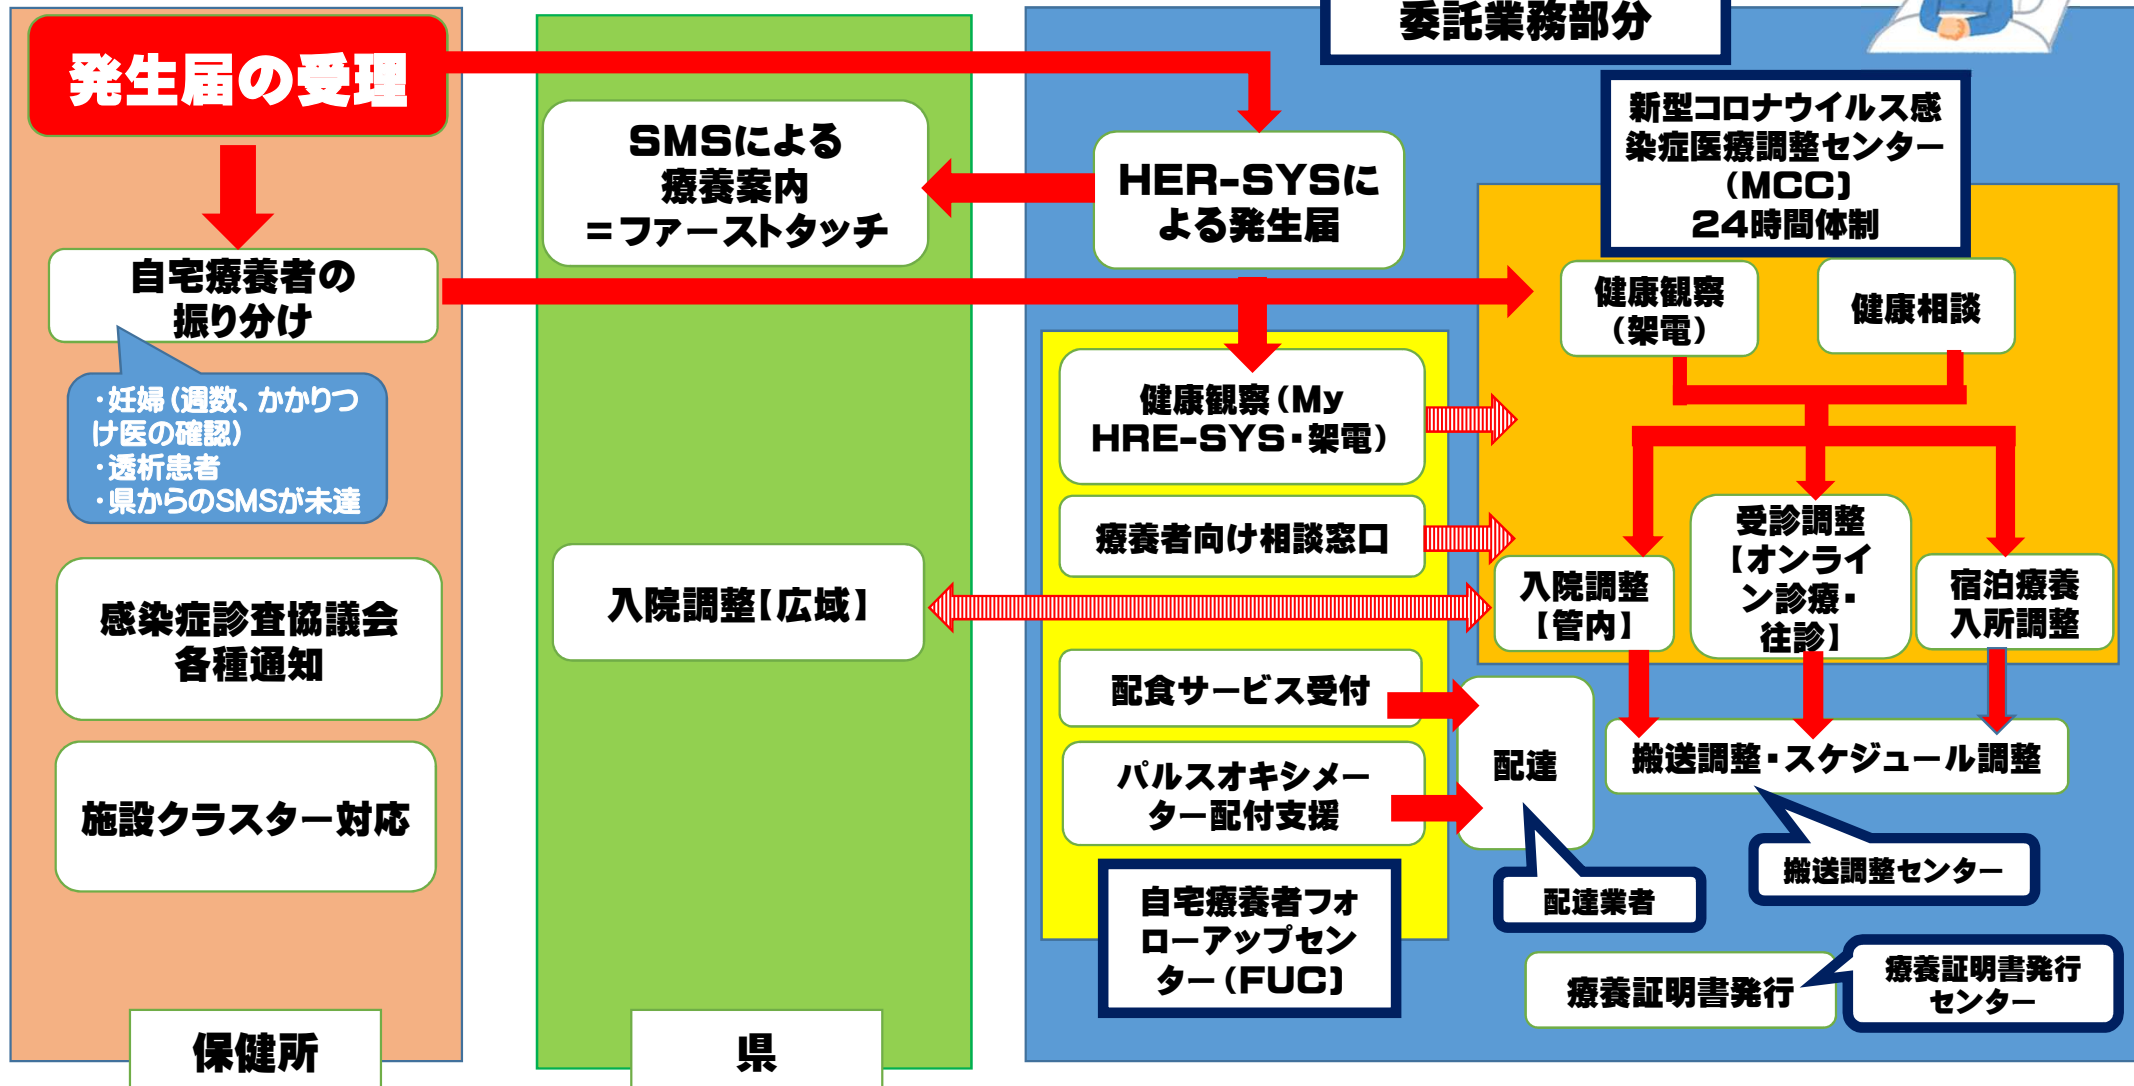 発生届の受理
自宅療養者の
振り分け
・妊婦（週数、かかりつ
け医の確認）
・透析患者
・県からのSMSが未達
感染症診査協議会
各種通知
施設クラスター対応
保健所
SMSによる
療養案内
＝ファーストタッチ
入院調整【広域】
県
委託業務部分
HER-SYSに
よる発生届
健康観察（My
HRE-SYS・架電）
療養者向け相談窓口
配食サービス受付
パルスオキシメー
ター配付支援
自宅療養者フォ
ローアップセン
ター（FUC）
新型コロナウイルス感
染症医療調整センター
（MCC）
24時間体制
健康観察
（架電）
健康相談
入院調整
【管内】
受診調整
【オンライ
ン診療・
往診】
宿泊療養
入所調整
配達
配達業者
搬送調整・スケジュール調整
搬送調整センター
療養証明書発行
療養証明書発行
センター